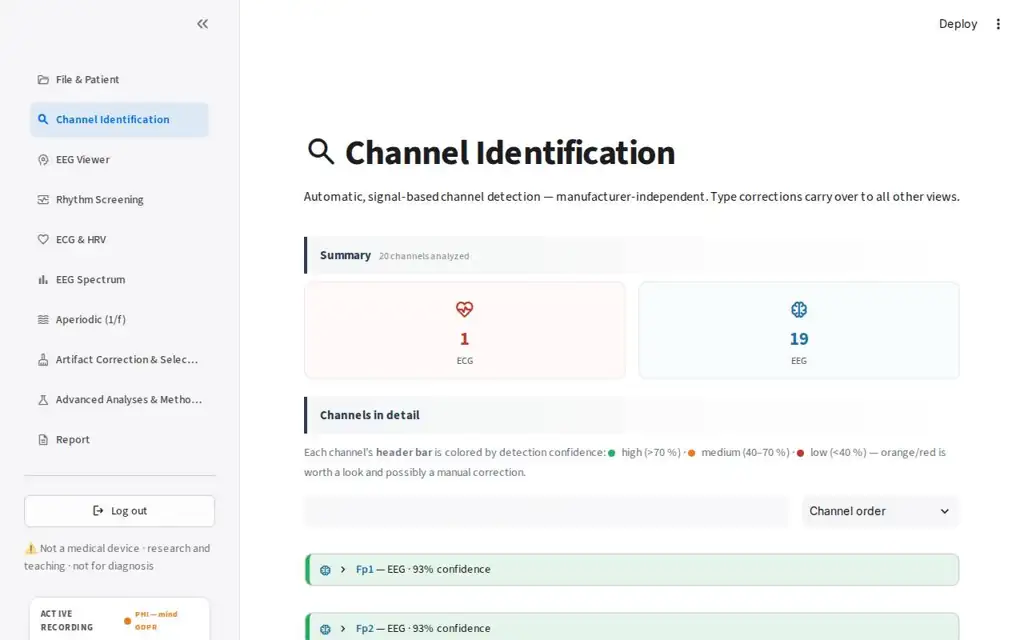 Deploy
File & Patient
Channel Identification
EEG Viewer
Rhythm Screening
ECG & HRV
EEG Spectrum
Aperiodic (1/f)
Artifact Correction & Selec...
Advanced Analyses & Metho...
Report
Log out
⚠️ Not a medical device · research and
teaching · not for diagnosis
ACTIVE
RECORDING
PHI — mind
GDPR
Channel Identification
Automatic, signal-based channel detection — manufacturer-independent. Type corrections carry over to all other views.
Summary 20 channels analyzed
1
ECG
19
EEG
Channels in detail
Each channel's header bar is colored by detection confidence: high (>70 %) · medium (40–70 %) · low (<40 %) — orange/red is
worth a look and possibly a manual correction.
Channel order
Fp1 — EEG · 93% confidence
Fp2 — EEG · 93% confidence